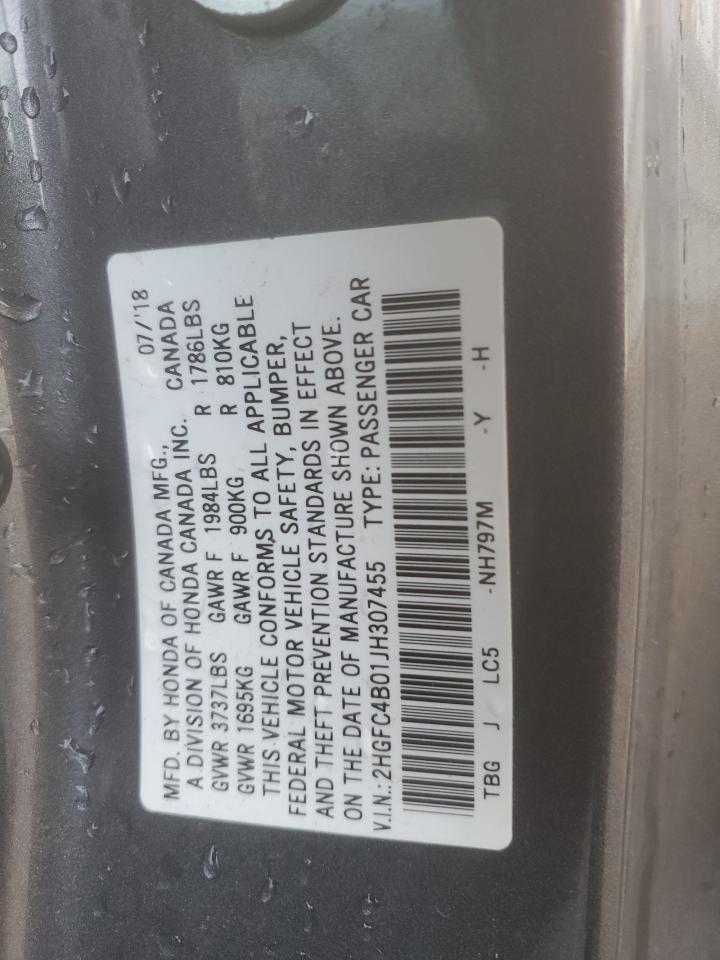 MFD. BY HONDA OF CANADA MFG., 07/'18
A DIVISION OF HONDA CANADA INC. CANADA
GVWR 3737LBS GAWR F 1984LBS R 1786LBS
GVWR 1695KG GAWR F 900KG R 810KG
THIS VEHICLE CONFORMS TO ALL APPLICABLE
FEDERAL MOTOR VEHICLE SAFETY, BUMPER,
AND THEFT PREVENTION STANDARDS IN EFFECT
ON THE DATE OF MANUFACTURE SHOWN ABOVE.
V.I.N.: 2HGFC4B01JH307455 TYPE: PASSENGER CAR
TBG J LC5 -NH797M -Y -H